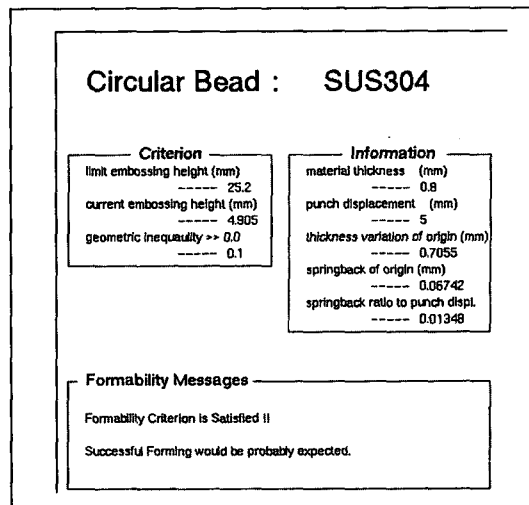 Circular Bead : SUS304
Criterion
limit embossing height (mm)
----- 25.2
current embossing height (mm)
----- 4.905
geometric inequaulity >> 0.0
----- 0.1
Information
material thickness (mm)
----- 0.8
punch displacement (mm)
----- 5
thickness variation of origin (mm)
----- 0.7055
springback of origin (mm)
----- 0.06742
springback ratio to punch displ.
----- 0.01348
Formability Messages
Formability Criterion is Satisfied !!
Successful Forming would be probably expected.